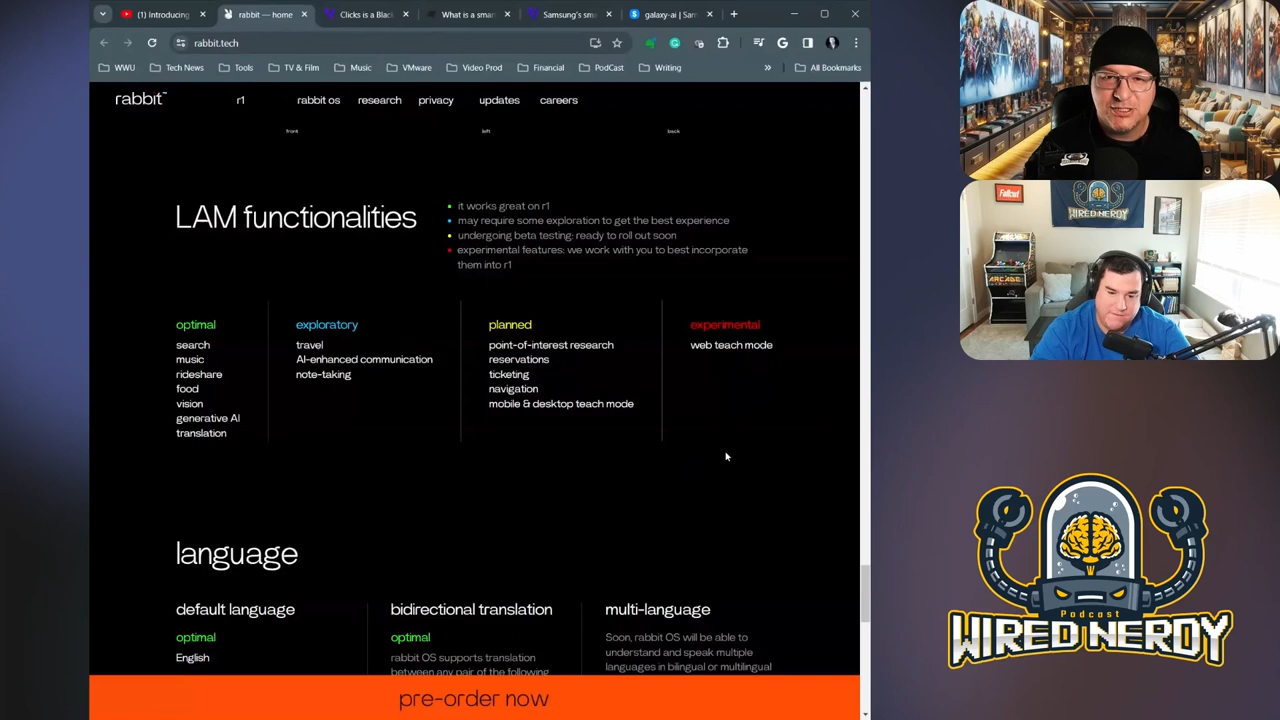 (1) Introducing
rabbit — home
Clicks is a Blac
What is a smar
Samsung's sm
galaxy-ai | Sam
rabbit.tech
WWU
Tech News
Tools
TV & Film
Music
VMware
Video Prod
Financial
PodCast
Writing
All Bookmarks
rabbit
r1
rabbit os
research
privacy
updates
careers
front
left
back
LAM functionalities
it works great on r1
may require some exploration to get the best experience
undergoing beta testing: ready to roll out soon
experimental features: we work with you to best incorporate
them into r1
optimal
search
music
rideshare
food
vision
generative AI
translation
exploratory
travel
AI-enhanced communication
note-taking
planned
point-of-interest research
reservations
ticketing
navigation
mobile & desktop teach mode
experimental
web teach mode
language
default language
optimal
English
bidirectional translation
optimal
rabbit OS supports translation
between any pair of the following
multi-language
Soon, rabbit OS will be able to
understand and speak multiple
languages in bilingual or multilingual
pre-order now
Fallout
WIRED NERDY
ARCADE
Podcast
WIRED NERDY